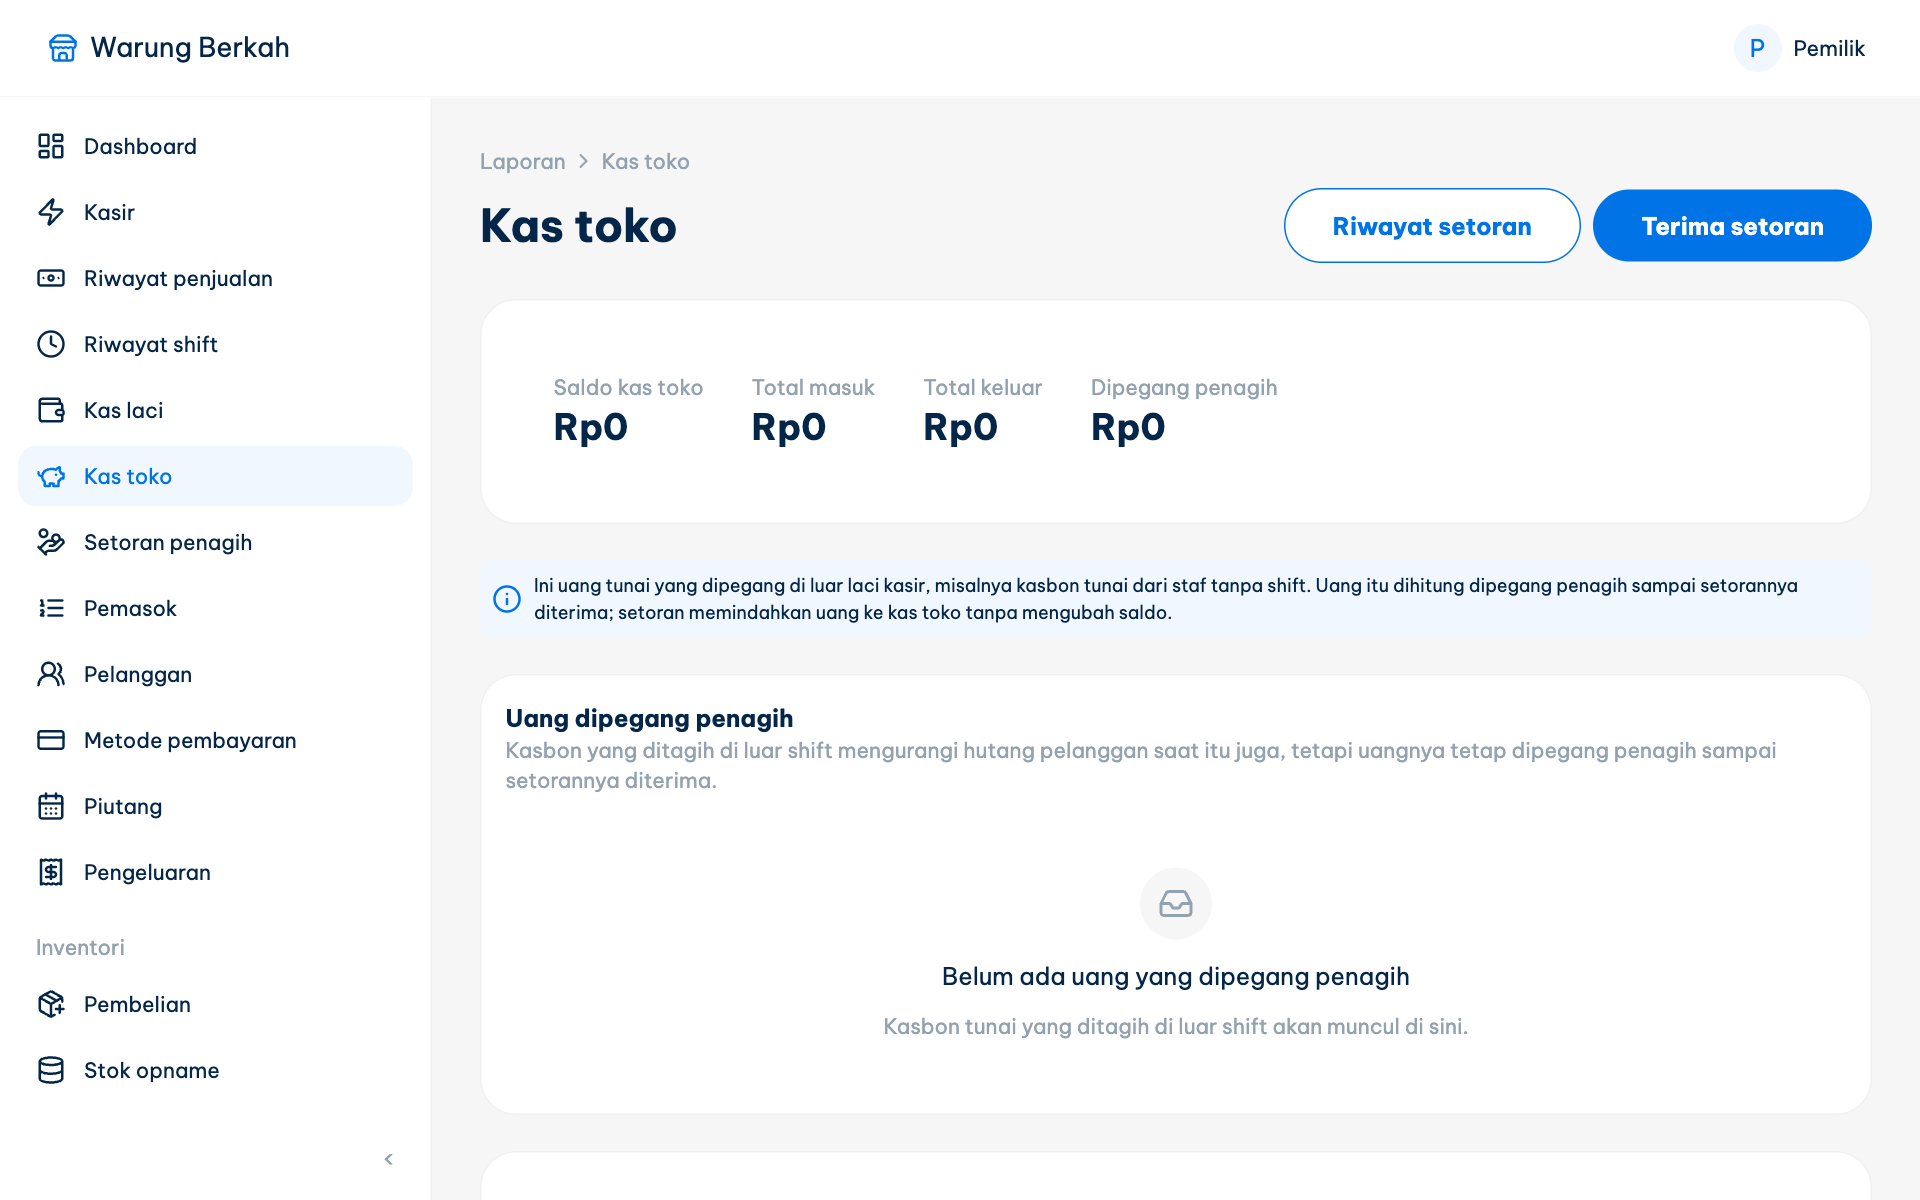 Warung Berkah
P
Pemilik
Dashboard
Kasir
Riwayat penjualan
Riwayat shift
Kas laci
Kas toko
Setoran penagih
Pemasok
Pelanggan
Metode pembayaran
Piutang
Pengeluaran
Inventori
Pembelian
Stok opname
Laporan > Kas toko
Kas toko
Riwayat setoran
Terima setoran
Saldo kas toko
Rp0
Total masuk
Rp0
Total keluar
Rp0
Dipegang penagih
Rp0
Ini uang tunai yang dipegang di luar laci kasir, misalnya kasbon tunai dari staf tanpa shift. Uang itu dihitung dipegang penagih sampai setorannya
diterima; setoran memindahkan uang ke kas toko tanpa mengubah saldo.
Uang dipegang penagih
Kasbon yang ditagih di luar shift mengurangi hutang pelanggan saat itu juga, tetapi uangnya tetap dipegang penagih sampai
setorannya diterima.
Belum ada uang yang dipegang penagih
Kasbon tunai yang ditagih di luar shift akan muncul di sini.